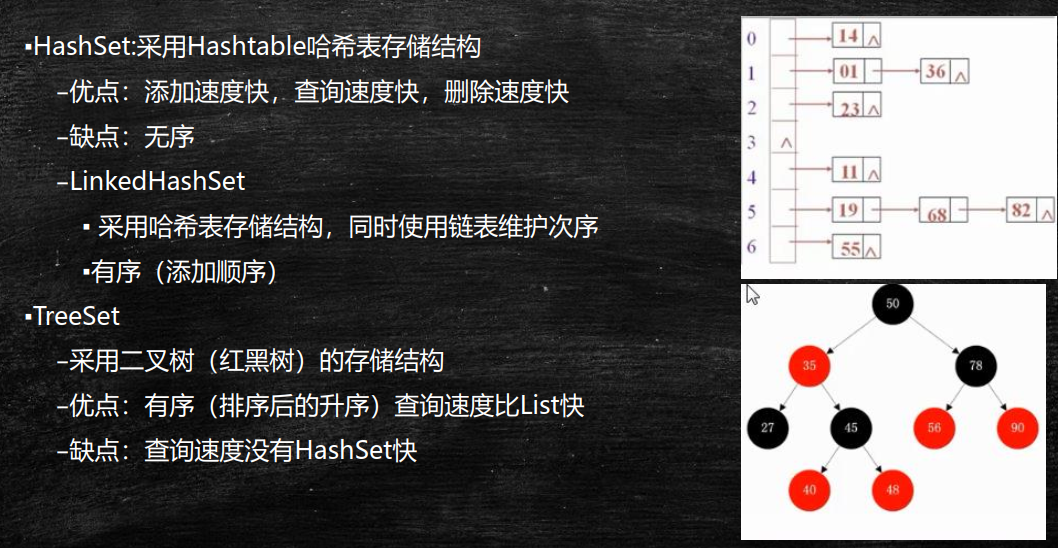 ▪HashSet:采用Hashtable哈希表存储结构
–优点：添加速度快，查询速度快，删除速度快
–缺点：无序
–LinkedHashSet
▪ 采用哈希表存储结构，同时使用链表维护次序
▪有序（添加顺序）
▪TreeSet
–采用二叉树（红黑树）的存储结构
–优点：有序（排序后的升序）查询速度比List快
–缺点：查询速度没有HashSet快
0 14 ∧
1 01 36 ∧
2 23 ∧
3 ∧
4 11 ∧
5 19 68 82 ∧
6 55 ∧
50
35 78
27 45 56 90
40 48